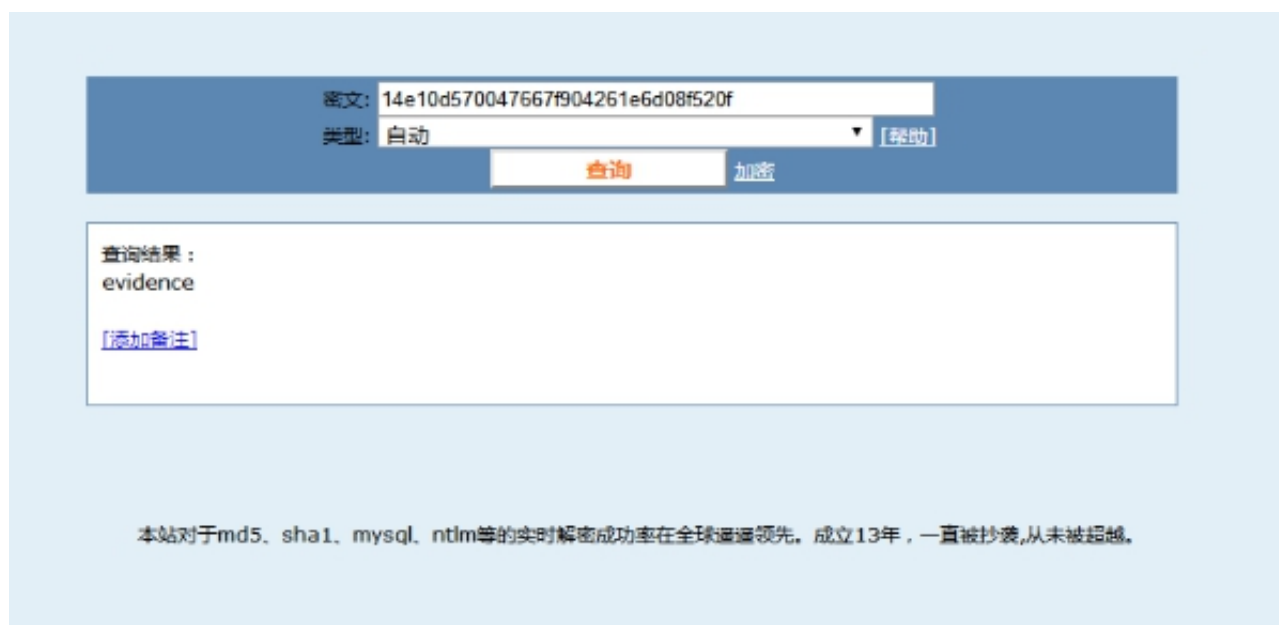 密文: 14e10d570047667f904261e6d08f520f
类型: 自动 [帮助]
查询 加密
查询结果：
evidence
[添加备注]
本站对于md5、sha1、mysql、ntlm等的实时解密成功率在全球遥遥领先。成立13年，一直被抄袭,从未被超越。